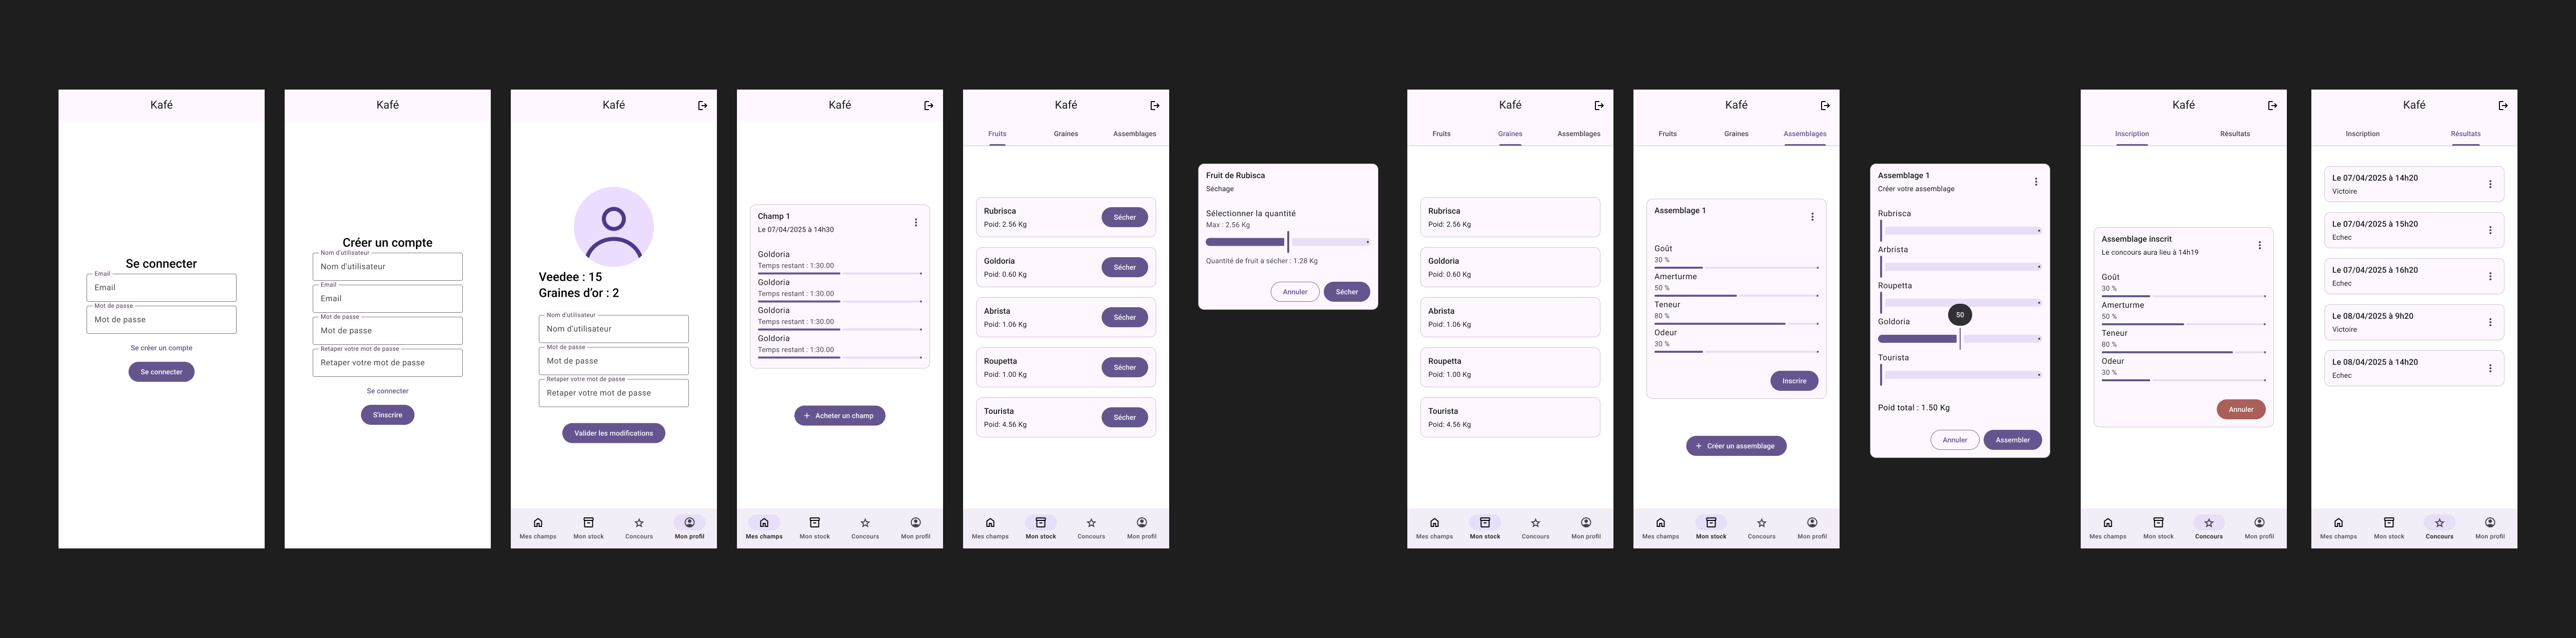 Kafé
Se connecter
Email
Email
Mot de passe
Mot de passe
Se créer un compte
Se connecter
Kafé
Créer un compte
Nom d'utilisateur
Nom d'utilisateur
Email
Email
Mot de passe
Mot de passe
Retaper votre mot de passe
Retaper votre mot de passe
Se connecter
S'inscrire
Kafé
Veedee : 15
Graines d'or : 2
Nom d'utilisateur
Nom d'utilisateur
Mot de passe
Mot de passe
Retaper votre mot de passe
Retaper votre mot de passe
Valider les modifications
Mes champs Mon stock Concours Mon profil
Kafé
Champ 1
Le 07/04/2025 à 14h30
Goldoria
Temps restant : 1:30.00
Goldoria
Temps restant : 1:30.00
Goldoria
Temps restant : 1:30.00
Goldoria
Temps restant : 1:30.00
+ Acheter un champ
Mes champs Mon stock Concours Mon profil
Kafé
Fruits Graines Assemblages
Rubrisca
Poid: 2.56 Kg
Sécher
Goldoria
Poid: 0.60 Kg
Sécher
Abrista
Poid: 1.06 Kg
Sécher
Roupetta
Poid: 1.00 Kg
Sécher
Tourista
Poid: 4.56 Kg
Sécher
Mes champs Mon stock Concours Mon profil
Fruit de Rubisca
Séchage
Sélectionner la quantité
Max : 2.56 Kg
Quantité de fruit a sécher : 1.28 Kg
Annuler Sécher
Kafé
Fruits Graines Assemblages
Rubrisca
Poid: 2.56 Kg
Goldoria
Poid: 0.60 Kg
Abrista
Poid: 1.06 Kg
Roupetta
Poid: 1.00 Kg
Tourista
Poid: 4.56 Kg
Mes champs Mon stock Concours Mon profil
Kafé
Fruits Graines Assemblages
Assemblage 1
Goût
30 %
Amerturme
50 %
Teneur
80 %
Odeur
30 %
Inscrire
+ Créer un assemblage
Mes champs Mon stock Concours Mon profil
Assemblage 1
Créer votre assemblage
Rubrisca
Arbrista
Roupetta
50
Goldoria
Tourista
Poid total : 1.50 Kg
Annuler Assembler
Kafé
Inscription Résultats
Assemblage inscrit
Le concours aura lieu à 14h19
Goût
30 %
Amerturme
50 %
Teneur
80 %
Odeur
30 %
Annuler
Mes champs Mon stock Concours Mon profil
Kafé
Inscription Résultats
Le 07/04/2025 à 14h20
Victoire
Le 07/04/2025 à 15h20
Echec
Le 07/04/2025 à 16h20
Echec
Le 08/04/2025 à 9h20
Victoire
Le 08/04/2025 à 14h20
Echec
Mes champs Mon stock Concours Mon profil